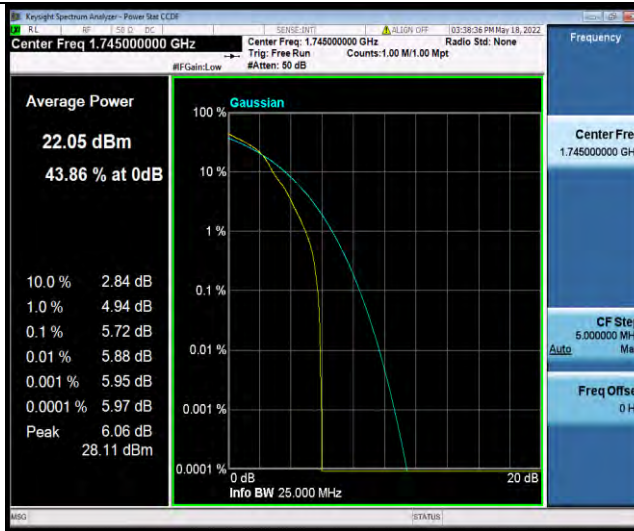 Keysight Spectrum Analyzer - Power Stat CCDF
RL RF 50 Ω DC SENSE:INT ALIGN OFF 03:38:36 PM May 18, 2022
Center Freq 1.745000000 GHz
Center Freq: 1.745000000 GHz Radio Std: None
Trig: Free Run Counts:1.00 M/1.00 Mpt
#IFGain:Low #Atten: 50 dB
Frequency
Average Power
22.05 dBm
43.86 % at 0dB
10.0 % 2.84 dB
1.0 % 4.94 dB
0.1 % 5.72 dB
0.01 % 5.88 dB
0.001 % 5.95 dB
0.0001 % 5.97 dB
Peak 6.06 dB
28.11 dBm
Gaussian
100 %
10 %
1 %
0.1 %
0.01 %
0.001 %
0.0001 %
0 dB 20 dB
Info BW 25.000 MHz
Center Fre
1.745000000 GH
CF Ste
5.000000 MH
Auto Ma
Freq Offse
0 H
MSG STATUS